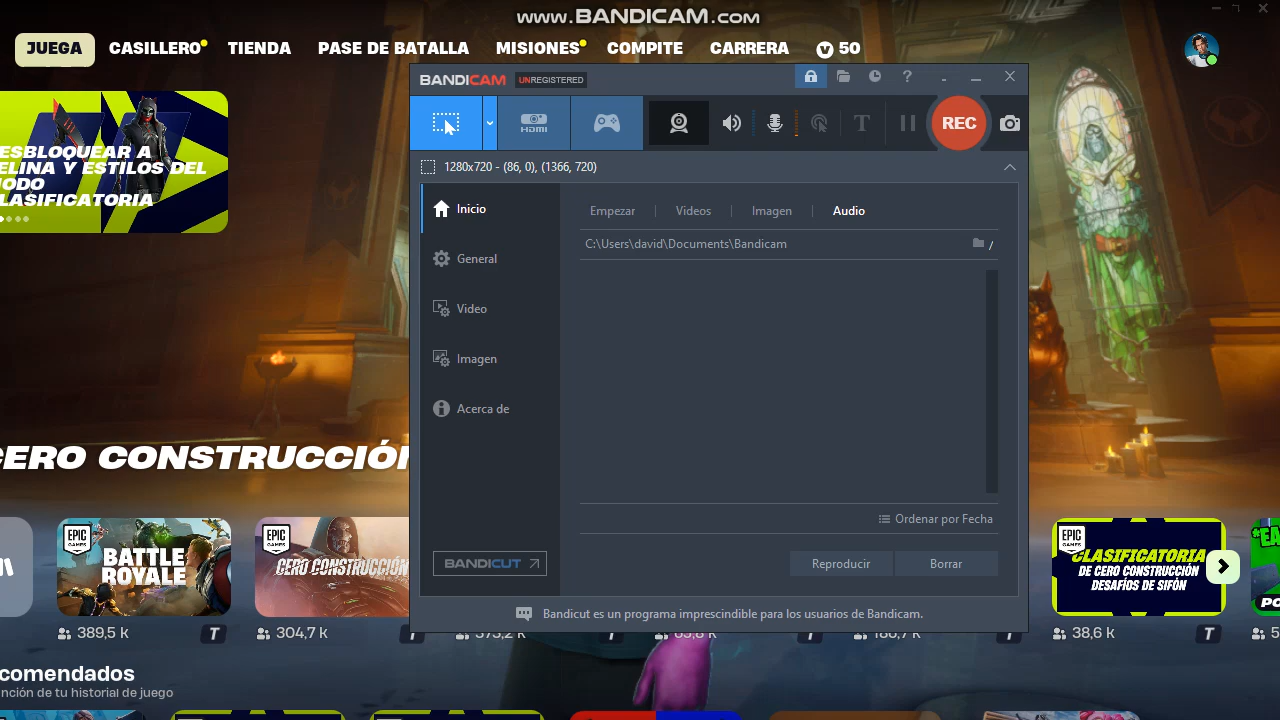 www.BANDICAM.com
JUEGA CASILLERO TIENDA PASE DE BATALLA MISIONES COMPITE CARRERA V 50
ESBLOQUEAR A
ELINA Y ESTILOS DEL
ODO
LASIFICATORIA
BANDICAM UNREGISTERED
HDMI
T
REC
1280x720 - (86, 0), (1366, 720)
Inicio
General
Video
Imagen
Acerca de
Empezar Videos Imagen Audio
C:\Users\david\Documents\Bandicam
/
Ordenar por Fecha
BANDICUT
Reproducir Borrar
Bandicut es un programa imprescindible para los usuarios de Bandicam.
CERO CONSTRUCCIÓN
EPIC GAMES
BATTLE
ROYALE
EPIC GAMES
CERO CONSTRUCCIÓN
EPIC GAMES
CLASIFICATORIA
DE CERO CONSTRUCCIÓN
DESAFÍOS DE SIFÓN
389,5 k T
304,7 k
38,6 k T
comendados
nción de tu historial de juego